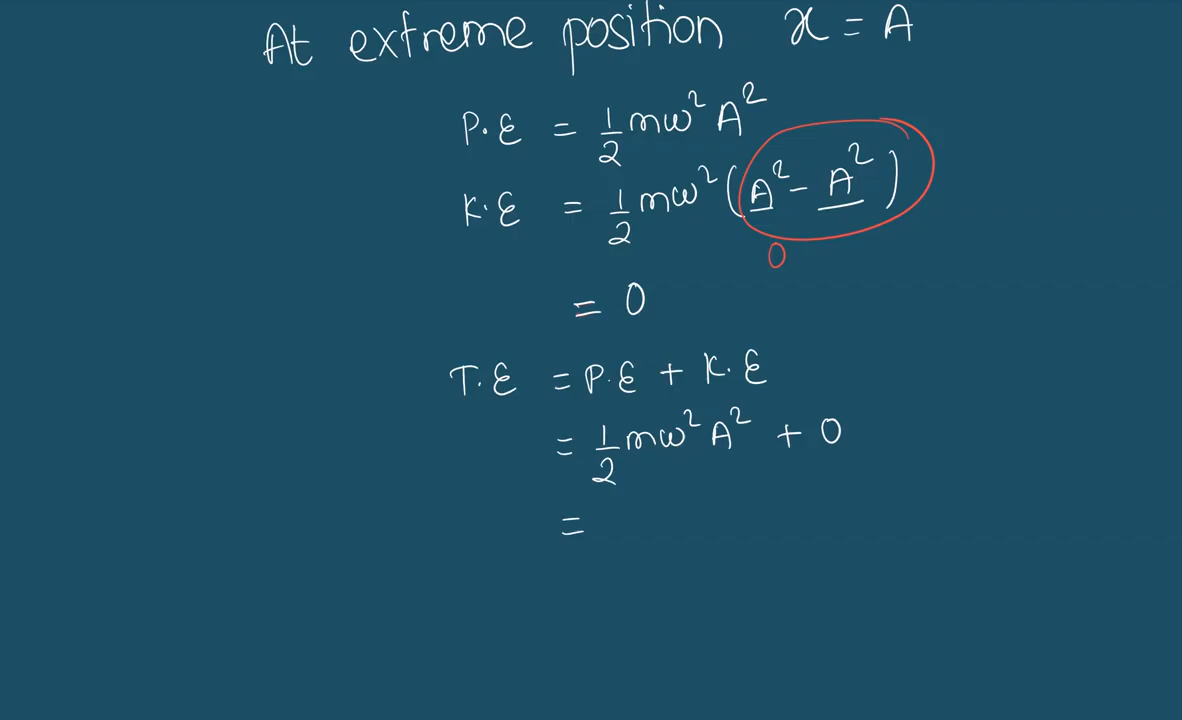 At extreme position x = A
P.E = 1/2 mω² A²
K.E = 1/2 mω² (A² - A²)
0
= 0
T.E = P.E + K.E
= 1/2 mω² A² + 0
=